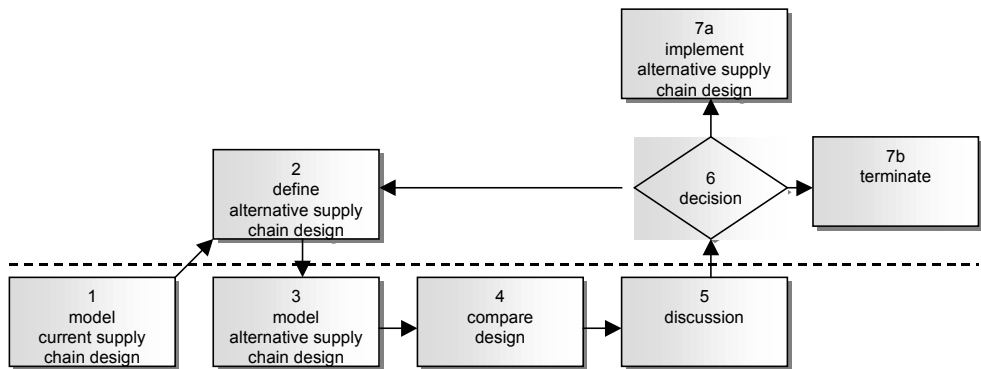 7a
implement
alternative supply
chain design
2
define
alternative supply
chain design
6
decision
7b
terminate
1
model
current supply
chain design
3
model
alternative supply
chain design
4
compare
design
5
discussion